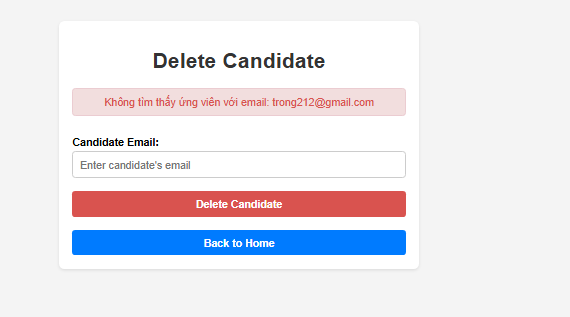 Delete Candidate
Không tìm thấy ứng viên với email: trong212@gmail.com
Candidate Email:
Enter candidate's email
Delete Candidate
Back to Home